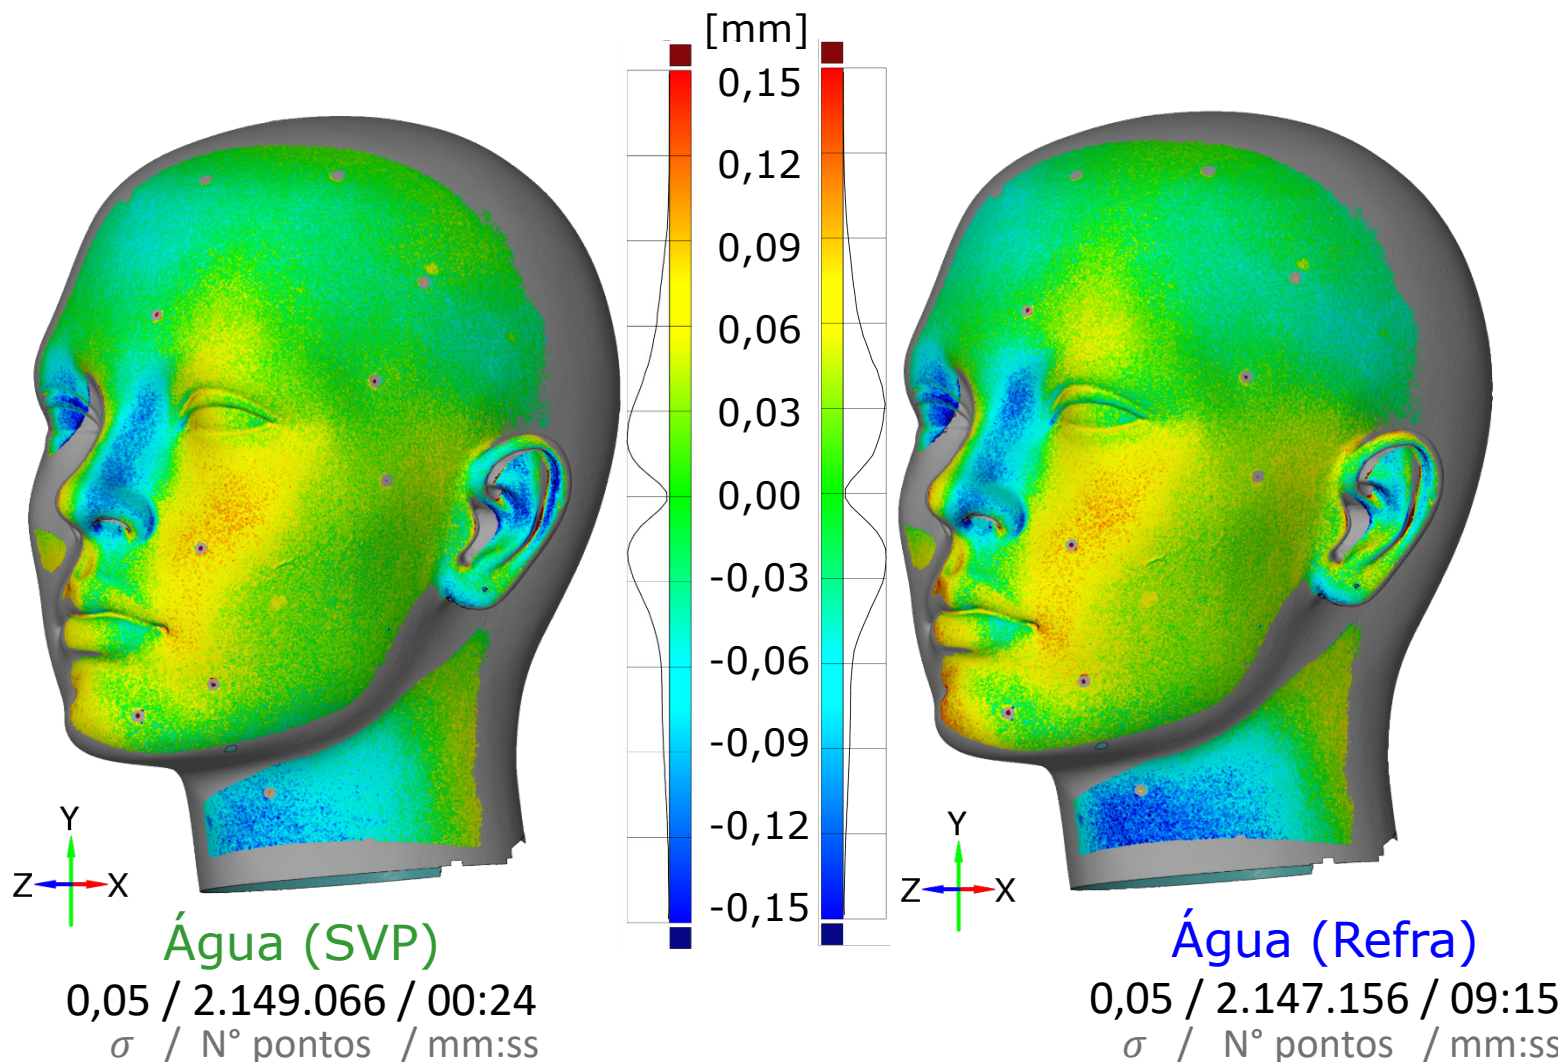 [mm]
0,15
0,12
0,09
0,06
0,03
0,00
-0,03
-0,06
-0,09
-0,12
-0,15
Y
Z X
Água (SVP)
0,05 / 2.149.066 / 00:24
σ / N° pontos / mm:ss
Y
Z X
Água (Refra)
0,05 / 2.147.156 / 09:15
σ / N° pontos / mm:ss